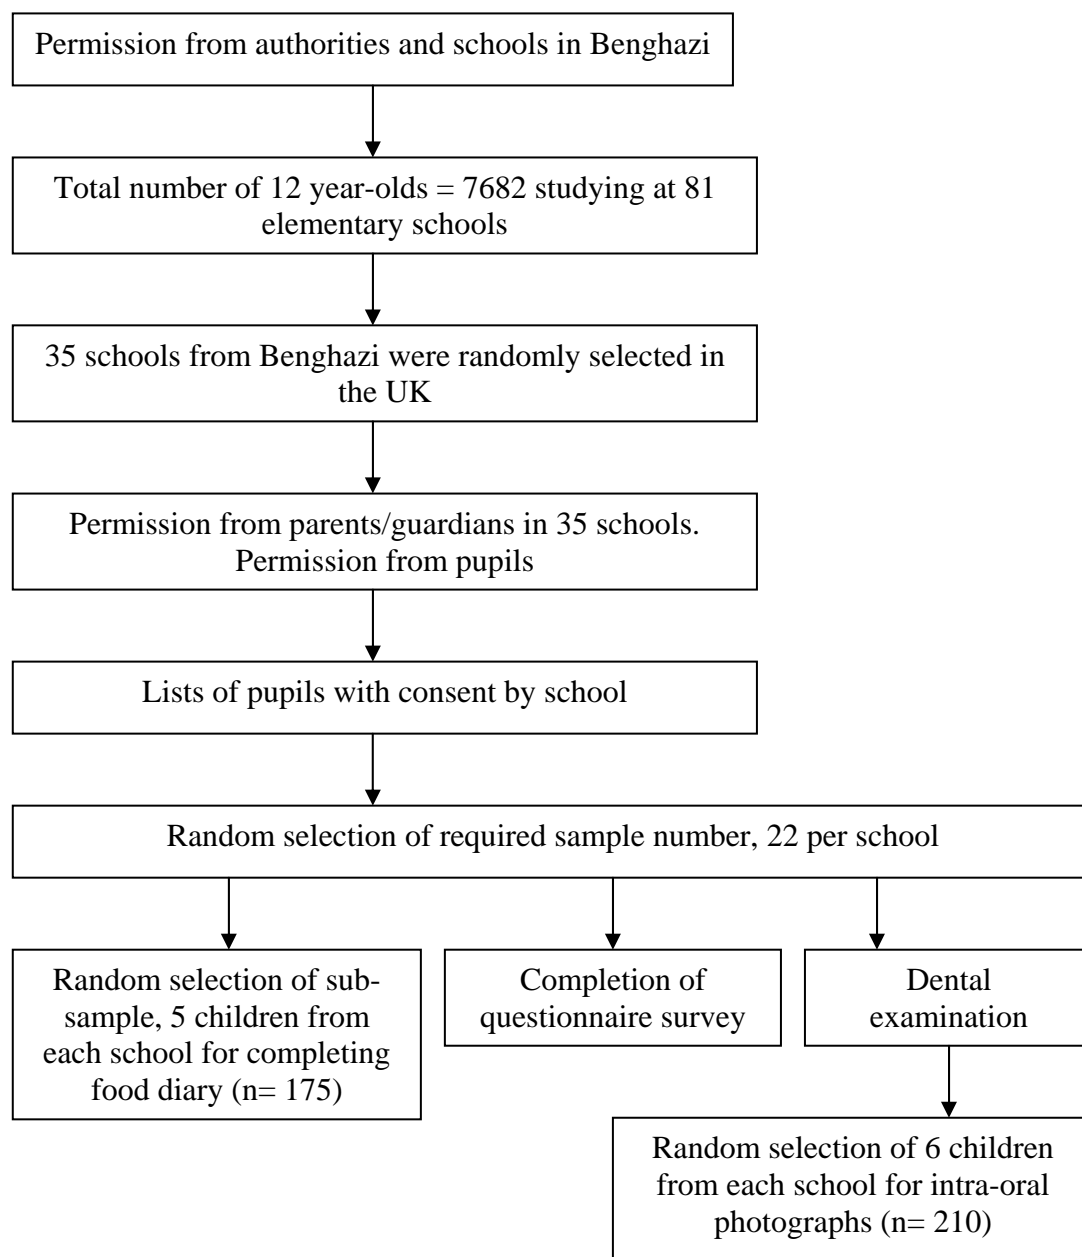 Permission from authorities and schools in Benghazi
Total number of 12 year-olds = 7682 studying at 81
elementary schools
35 schools from Benghazi were randomly selected in
the UK
Permission from parents/guardian in 35 schools.
Permission from pupils
Lists of pupils with consent by school
Random selection of required sample number, 22 per school
Random selection of sub-
sample, 5 children from
each school for completing
food diary (n= 175)
Completion of
questionnaire survey
Dental
examination
Random selection of 6 children
from each school for intra-oral
photographs (n= 210)